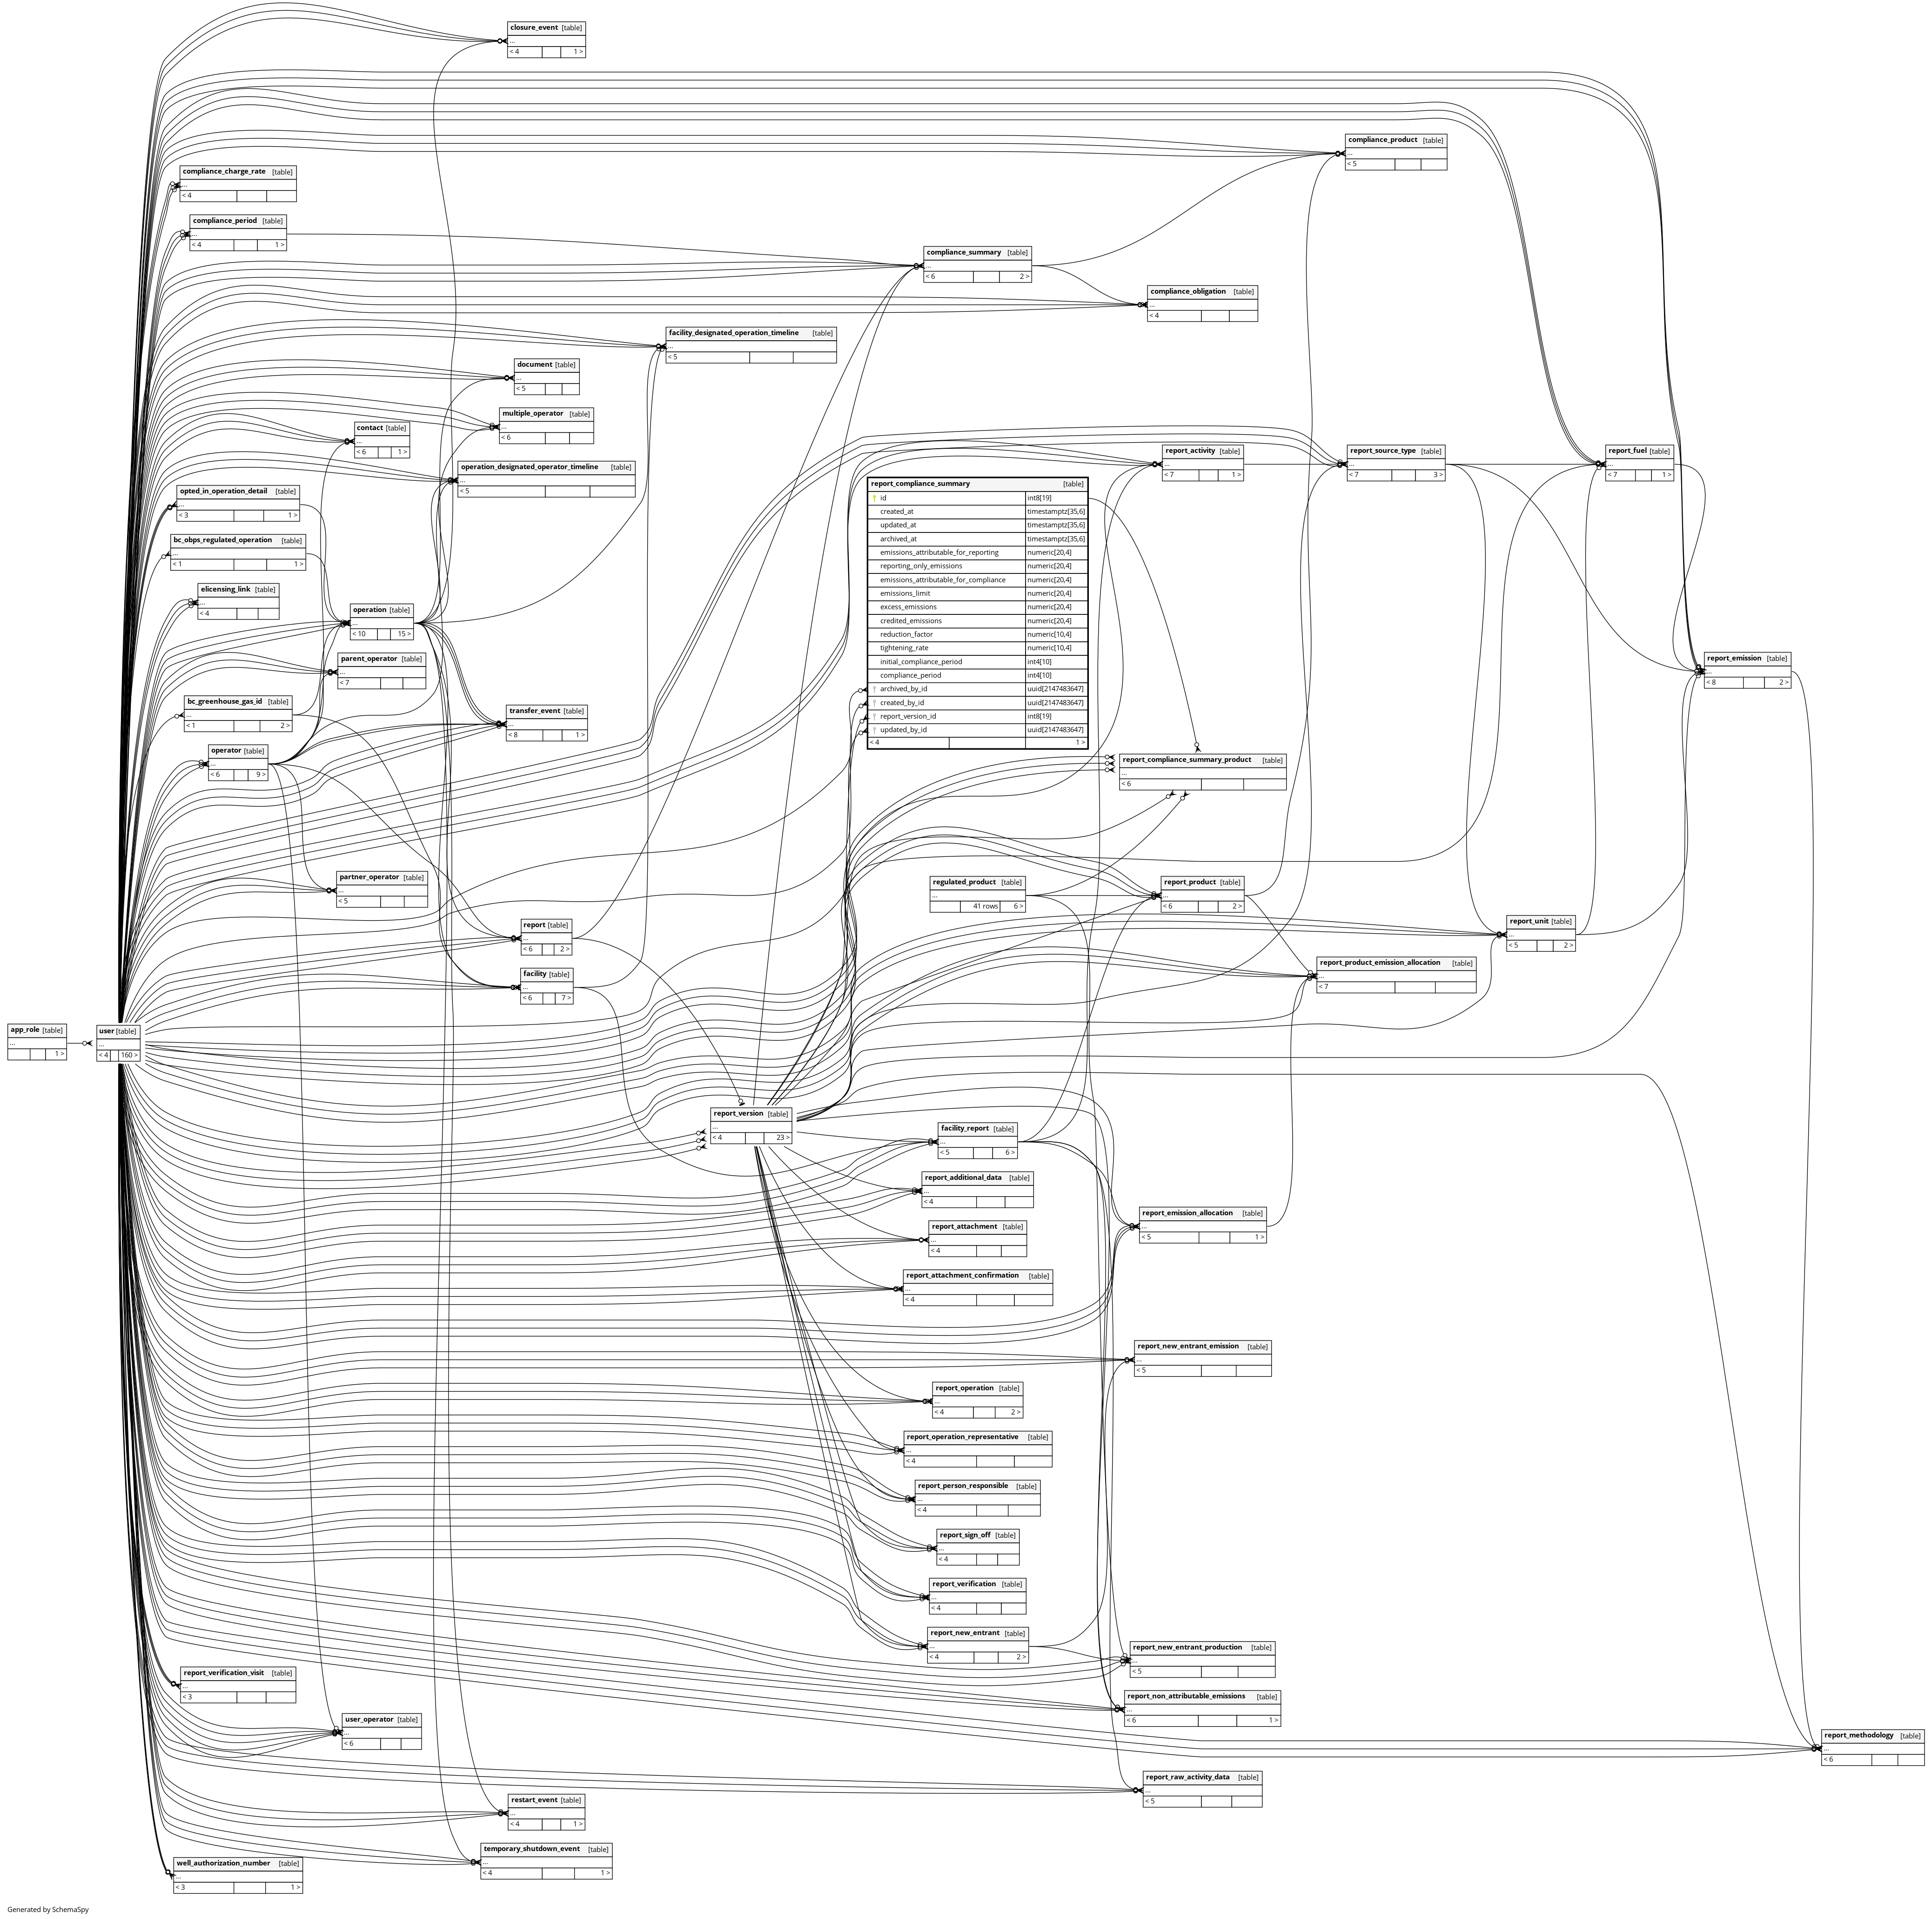 closure_event [table]
...
< 4 1 >
compliance_product [table]
...
< 5
compliance_charge_rate [table]
...
< 4
compliance_period [table]
...
< 4 1 >
compliance_summary [table]
...
< 6 2 >
compliance_obligation [table]
...
< 4
facility_designated_operation_timeline [table]
...
< 5
document [table]
...
< 5
multiple_operator [table]
...
< 6
contact [table]
...
< 6 1 >
operation_designated_operator_timeline [table]
...
< 5
report_activity [table]
...
< 7 1 >
report_source_type [table]
...
< 7 3 >
report_fuel [table]
...
< 7 1 >
report_compliance_summary [table]
id int8[19]
created_at timestamptz[35,6]
updated_at timestamptz[35,6]
archived_at timestamptz[35,6]
emissions_attributable_for_reporting numeric[20,4]
reporting_only_emissions numeric[20,4]
emissions_attributable_for_compliance numeric[20,4]
emissions_limit numeric[20,4]
excess_emissions numeric[20,4]
credited_emissions numeric[20,4]
reduction_factor numeric[10,4]
tightening_rate numeric[10,4]
initial_compliance_period int4[10]
compliance_period int4[10]
archived_by_id uuid[2147483647]
created_by_id uuid[2147483647]
report_version_id int8[19]
updated_by_id uuid[2147483647]
< 4 1 >
opted_in_operation_detail [table]
...
< 3 1 >
bc_obps_regulated_operation [table]
...
< 1 1 >
elicensing_link [table]
...
< 4
operation [table]
...
< 10 15 >
parent_operator [table]
...
< 7
report_emission [table]
...
< 8 2 >
bc_greenhouse_gas_id [table]
...
< 1 2 >
transfer_event [table]
...
< 8 1 >
operator [table]
...
< 6 9 >
report_compliance_summary_product [table]
...
< 6
partner_operator [table]
...
< 5
regulated_product [table]
...
41 rows 6 >
report_product [table]
...
< 6 2 >
report [table]
...
< 6 2 >
report_unit [table]
...
< 5 2 >
report_product_emission_allocation [table]
...
< 7
facility [table]
...
< 6 7 >
app_role [table]
...
1 >
user [table]
...
< 4 160 >
report_version [table]
...
< 4 23 >
facility_report [table]
...
< 5 6 >
report_additional_data [table]
...
< 4
report_emission_allocation [table]
...
< 5 1 >
report_attachment [table]
...
< 4
report_attachment_confirmation [table]
...
< 4
report_new_entrant_emission [table]
...
< 5
report_operation [table]
...
< 4 2 >
report_operation_representative [table]
...
< 4
report_person_responsible [table]
...
< 4
report_sign_off [table]
...
< 4
report_verification [table]
...
< 4
report_new_entrant [table]
...
< 4 2 >
report_new_entrant_production [table]
...
< 5
report_verification_visit [table]
...
< 3
report_non_attributable_emissions [table]
...
< 6 1 >
user_operator [table]
...
< 6
report_methodology [table]
...
< 6
report_raw_activity_data [table]
...
< 5
restart_event [table]
...
< 4 1 >
temporary_shutdown_event [table]
...
< 4 1 >
well_authorization_number [table]
...
< 3 1 >
Generated by SchemaSpy